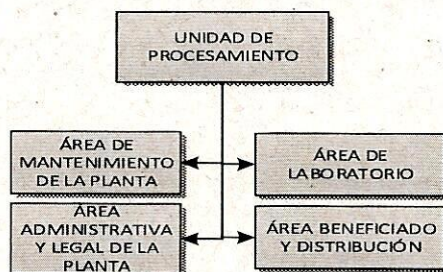 UNIDAD DE
PROCESAMIENTO
ÁREA DE
MANTENIMIENTO
DE LA PLANTA
ÁREA DE
LABORATORIO
ÁREA
ADMINISTRATIVA
Y LEGAL DE LA
PLANTA
ÁREA BENEFICIADO
Y DISTRIBUCIÓN